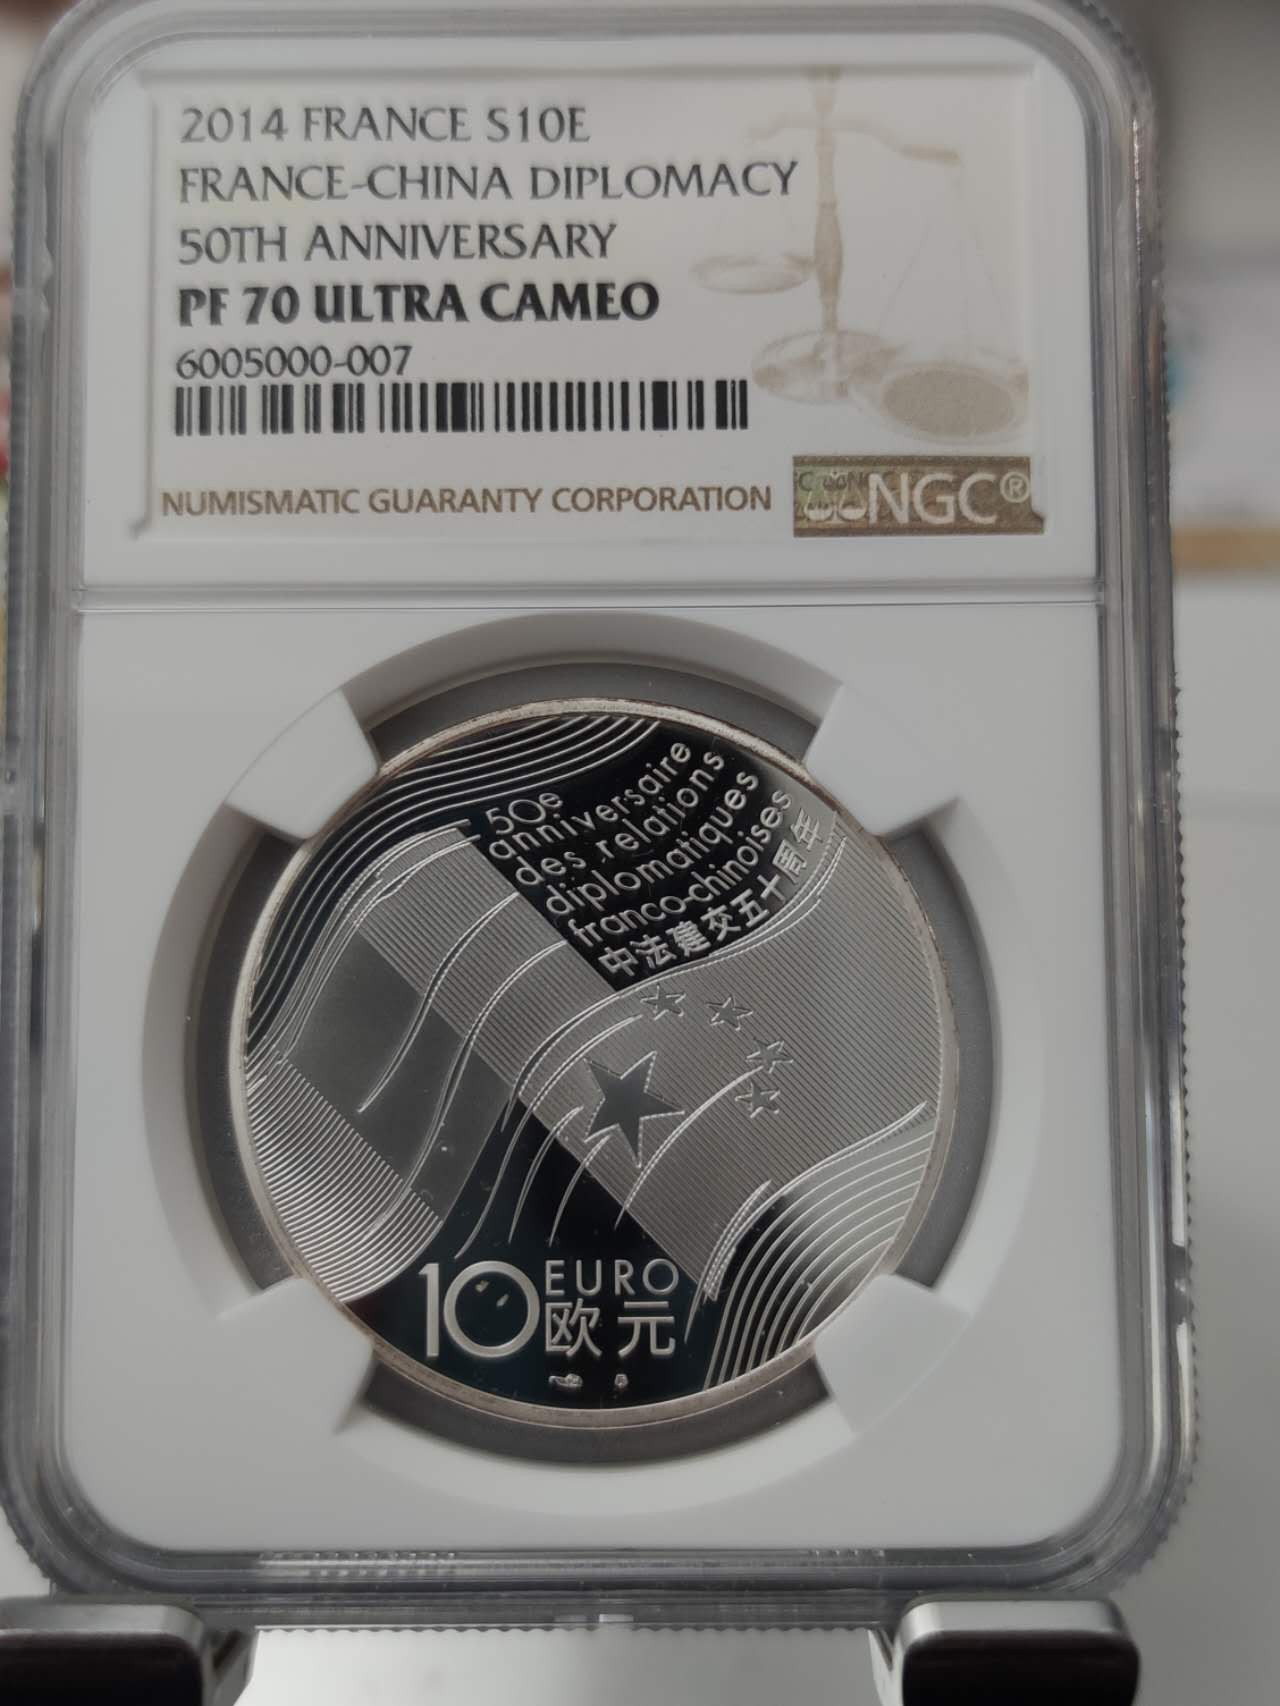 2014 FRANCE S10E
FRANCE-CHINA DIPLOMACY
50TH ANNIVERSARY
PF 70 ULTRA CAMEO
6005000-007
NUMISMATIC GUARANTY CORPORATION
NGC®
50e
anniversaire
des relations
diplomatiques
franco-chinoises
中法建交五十周年
10 EURO
欧元